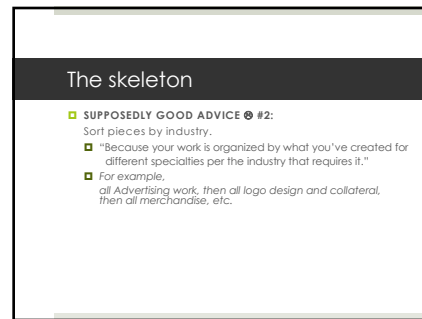 The skeleton
SUPPOSEDLY GOOD ADVICE ☹ #2:
Sort pieces by industry.
“Because your work is organized by what you’ve created for
different specialties per the industry that requires it.”
For example,
all Advertising work, then all logo design and collateral,
then all merchandise, etc.